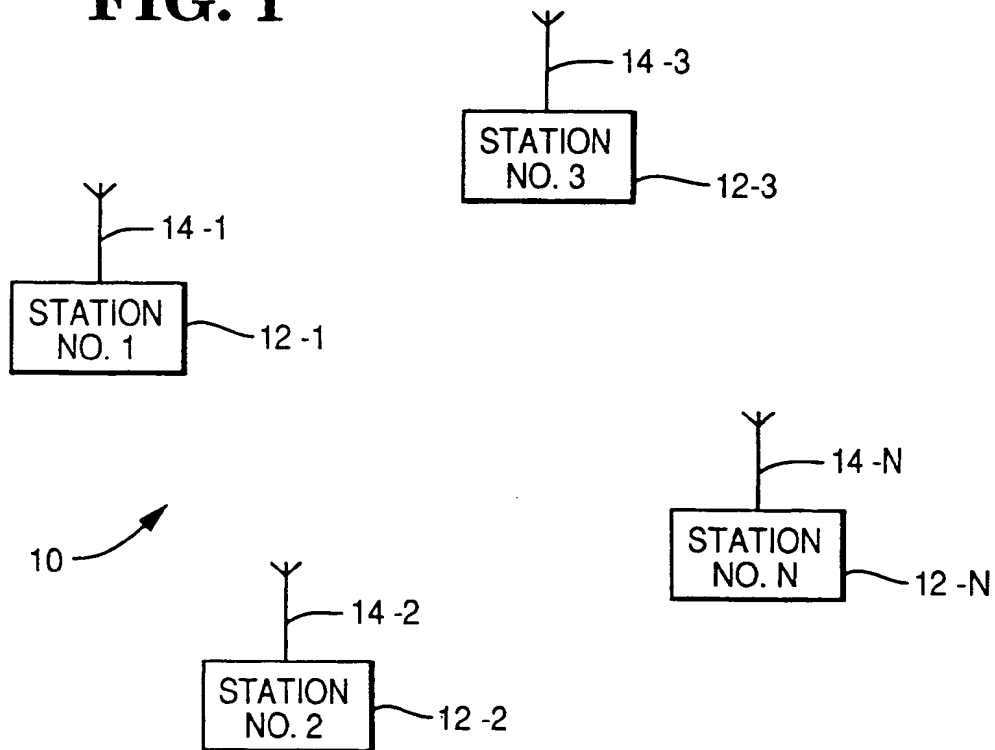 FIG. 1
14-3
STATION
NO. 3
12-3
14-1
STATION
NO. 1
12-1
14-N
STATION
NO. N
12-N
10
14-2
STATION
NO. 2
12-2